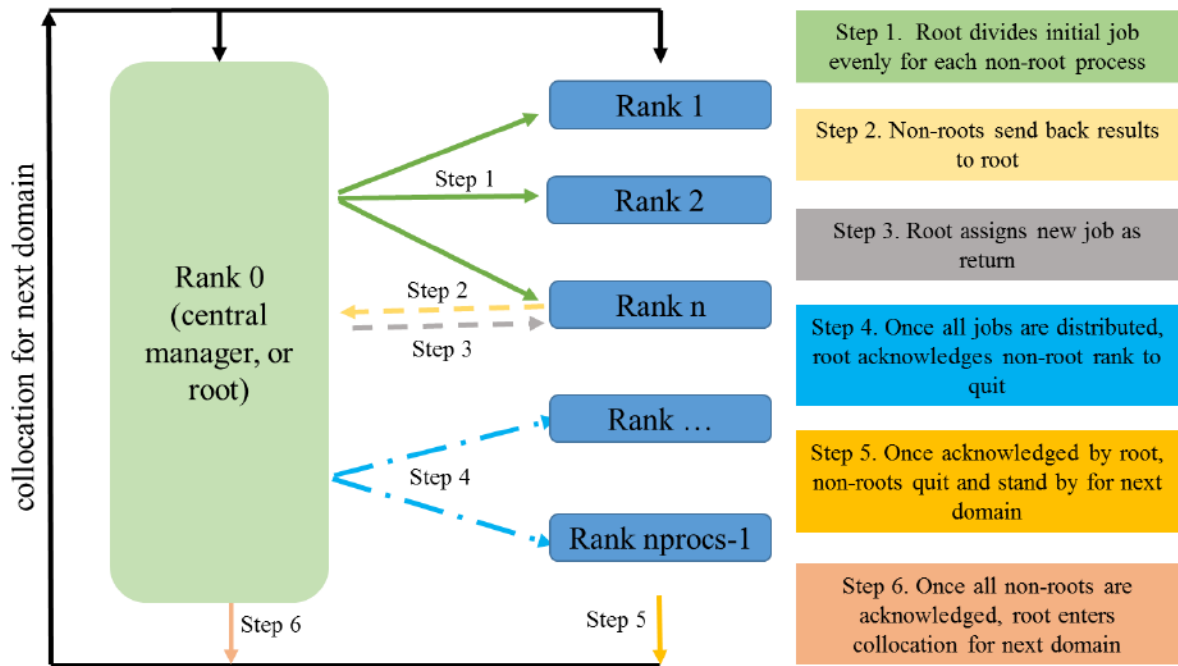 collocation for next domain
Rank 0
(central
manager, or
root)
Step 1
Step 2
Step 3
Step 4
Step 6
Step 5
Rank 1
Rank 2
Rank n
Rank …
Rank nprocs-1
Step 1.  Root divides initial job
evenly for each non-root process
Step 2. Non-roots send back results
to root
Step 3. Root assigns new job as
return
Step 4. Once all jobs are distributed,
root acknowledges non-root rank to
quit
Step 5. Once acknowledged by root,
non-roots quit and stand by for next
domain
Step 6. Once all non-roots are
acknowledged, root enters
collocation for next domain